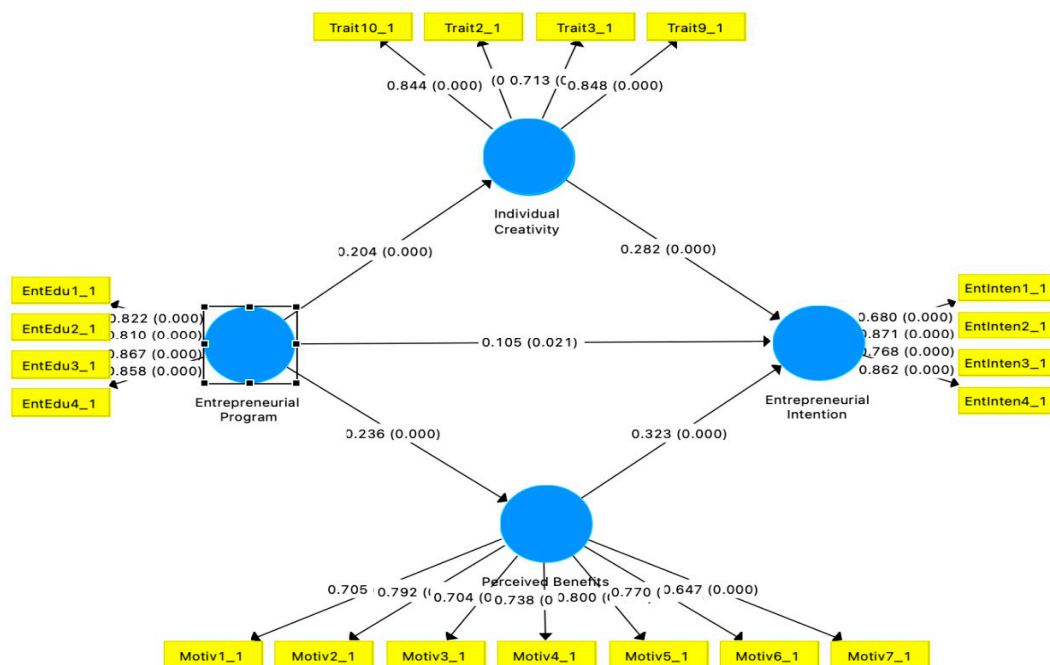 Trait10_1 Trait2_1 Trait3_1 Trait9_1
0.844 (0.000) (0 0.713 (0 0.848 (0.000)
Individual
Creativity
0.204 (0.000) 0.282 (0.000)
EntEdu1_1
EntEdu2_1
EntEdu3_1
EntEdu4_1
0.822 (0.000)
0.810 (0.000)
0.867 (0.000)
0.858 (0.000)
Entrepreneurial
Program
0.105 (0.021)
0.680 (0.000)
0.871 (0.000)
0.768 (0.000)
0.862 (0.000)
EntInten1_1
EntInten2_1
EntInten3_1
EntInten4_1
Entrepreneurial
Intention
0.236 (0.000) 0.323 (0.000)
Perceived Benefits
0.705 0.792 ( 0.704 (0 0.738 (0 0.800 ( 0.770 ( 0.647 (0.000)
Motiv1_1 Motiv2_1 Motiv3_1 Motiv4_1 Motiv5_1 Motiv6_1 Motiv7_1